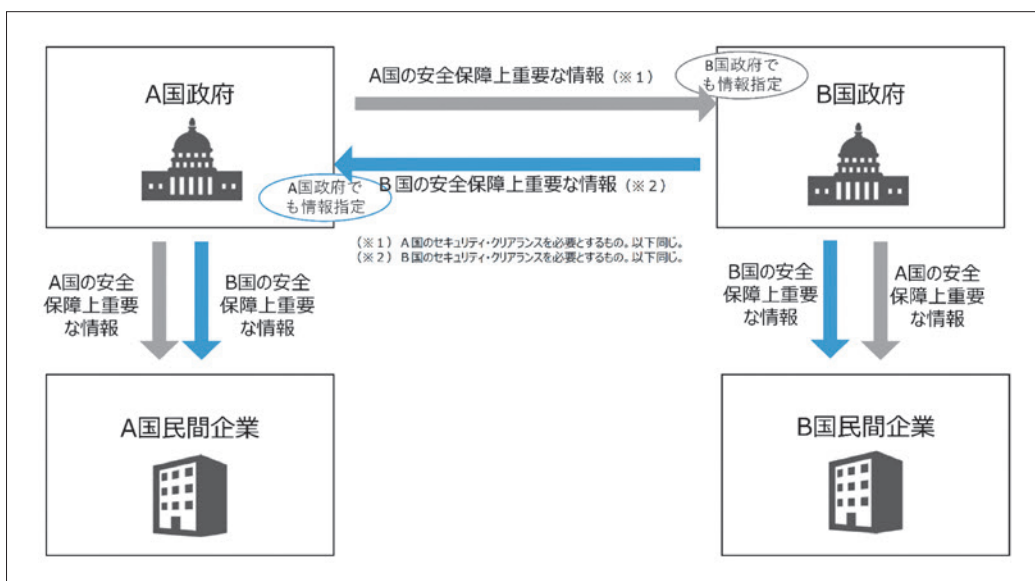 A国政府
A国の安全保障上重要な情報（※１）
B国政府で
も情報指定
B国政府
A国政府で
も情報指定
B国の安全保障上重要な情報（※２）
（※１） A国のセキュリティ・クリアランスを必要とするもの。以下同じ。
（※２） B国のセキュリティ・クリアランスを必要とするもの。以下同じ。
A国の安全
保障上重要
な情報
B国の安全
保障上重要
な情報
B国の安全
保障上重要
な情報
A国の安全
保障上重要
な情報
A国民間企業
B国民間企業